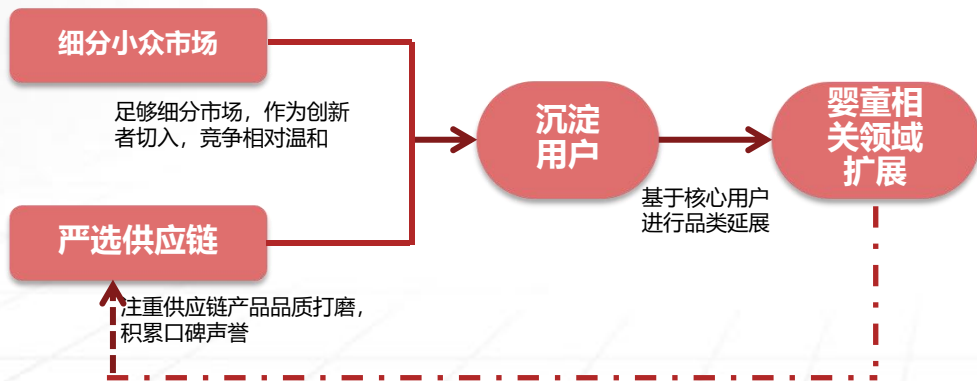 细分小众市场
足够细分市场，作为创新
者切入，竞争相对温和
严选供应链
注重供应链产品品质打磨，
积累口碑声誉
沉淀
用户
基于核心用户
进行品类延展
婴童相
关领域
扩展